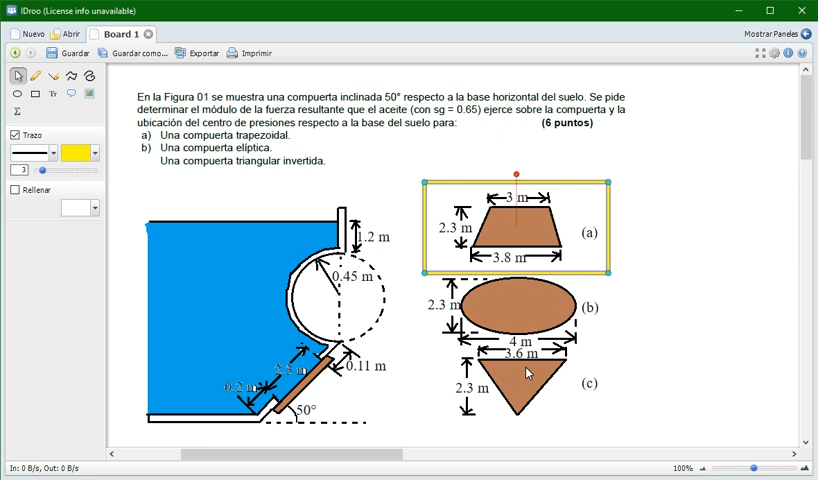 IDroo (License info unavailable)
Nuevo Abrir Board 1 Mostrar Paneles
Guardar Guardar como... Exportar Imprimir
En la Figura 01 se muestra una compuerta inclinada 50° respecto a la base horizontal del suelo. Se pide
determinar el módulo de la fuerza resultante que el aceite (con sg = 0.65) ejerce sobre la compuerta y la
ubicación del centro de presiones respecto a la base del suelo para: (6 puntos)
a) Una compuerta trapezoidal.
b) Una compuerta elíptica.
Una compuerta triangular invertida.
Tr
Σ
Trazo
3
Rellenar
1.2 m
0.45 m
0.11 m
2.3 m
0.2 m
50°
3 m
2.3 m
3.8 m
(a)
2.3 m
(b)
4 m
3.6 m
2.3 m
(c)
In: 0 B/s, Out: 0 B/s 100%